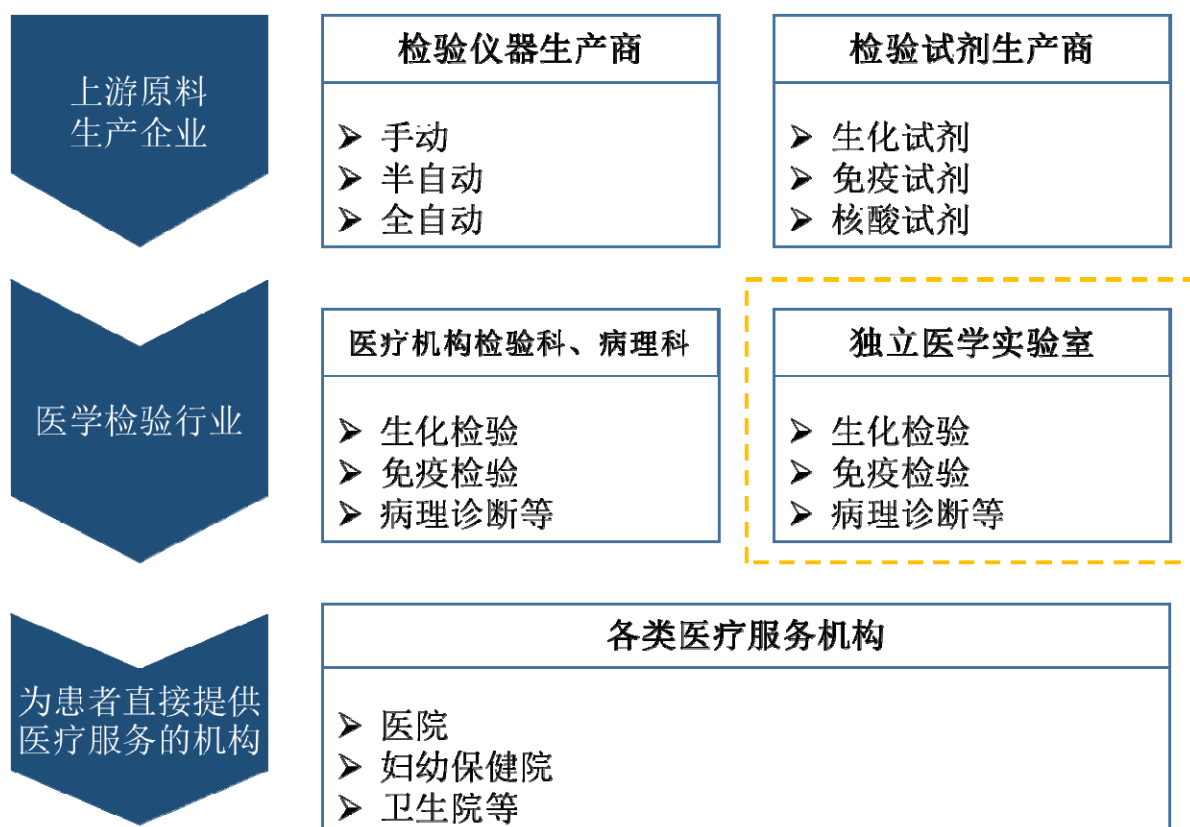 上游原料
生产企业
检验仪器生产商
➢ 手动
➢ 半自动
➢ 全自动
检验试剂生产商
➢ 生化试剂
➢ 免疫试剂
➢ 核酸试剂
医学检验行业
医疗机构检验科、病理科
➢ 生化检验
➢ 免疫检验
➢ 病理诊断等
独立医学实验室
➢ 生化检验
➢ 免疫检验
➢ 病理诊断等
为患者直接提供
医疗服务的机构
各类医疗服务机构
➢ 医院
➢ 妇幼保健院
➢ 卫生院等